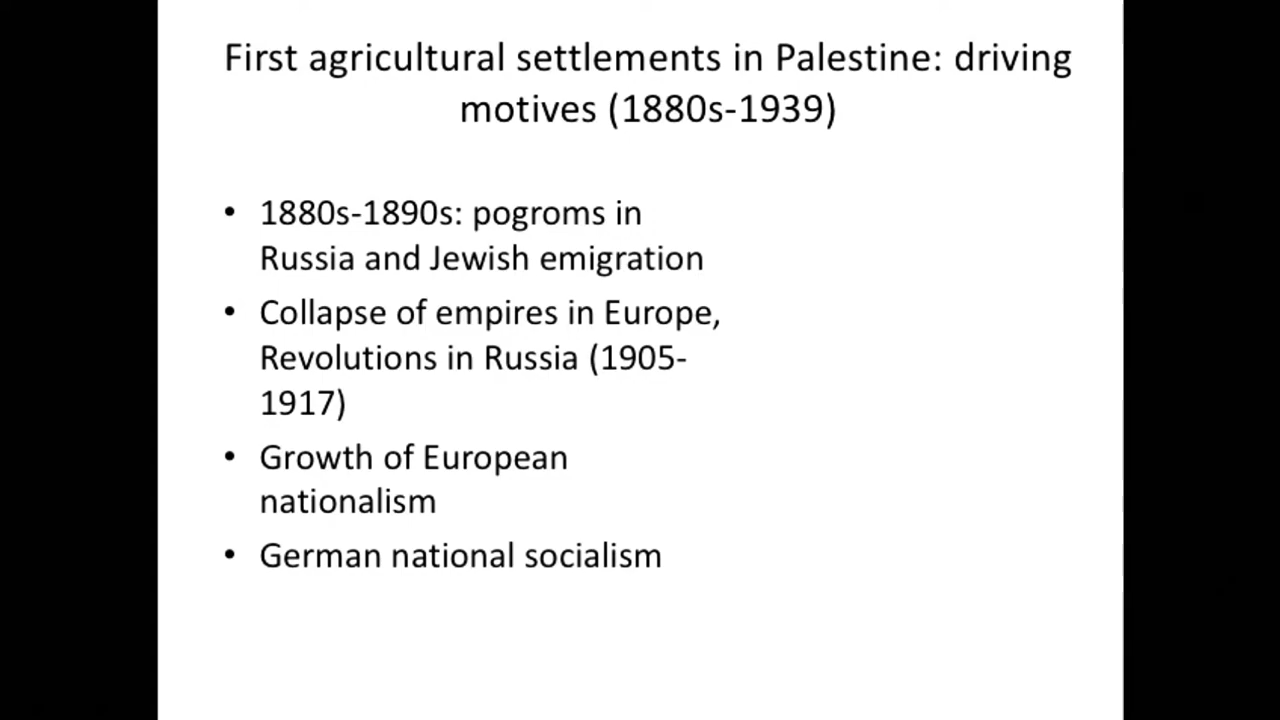 First agricultural settlements in Palestine: driving
motives (1880s-1939)
• 1880s-1890s: pogroms in
Russia and Jewish emigration
• Collapse of empires in Europe,
Revolutions in Russia (1905-
1917)
• Growth of European
nationalism
• German national socialism